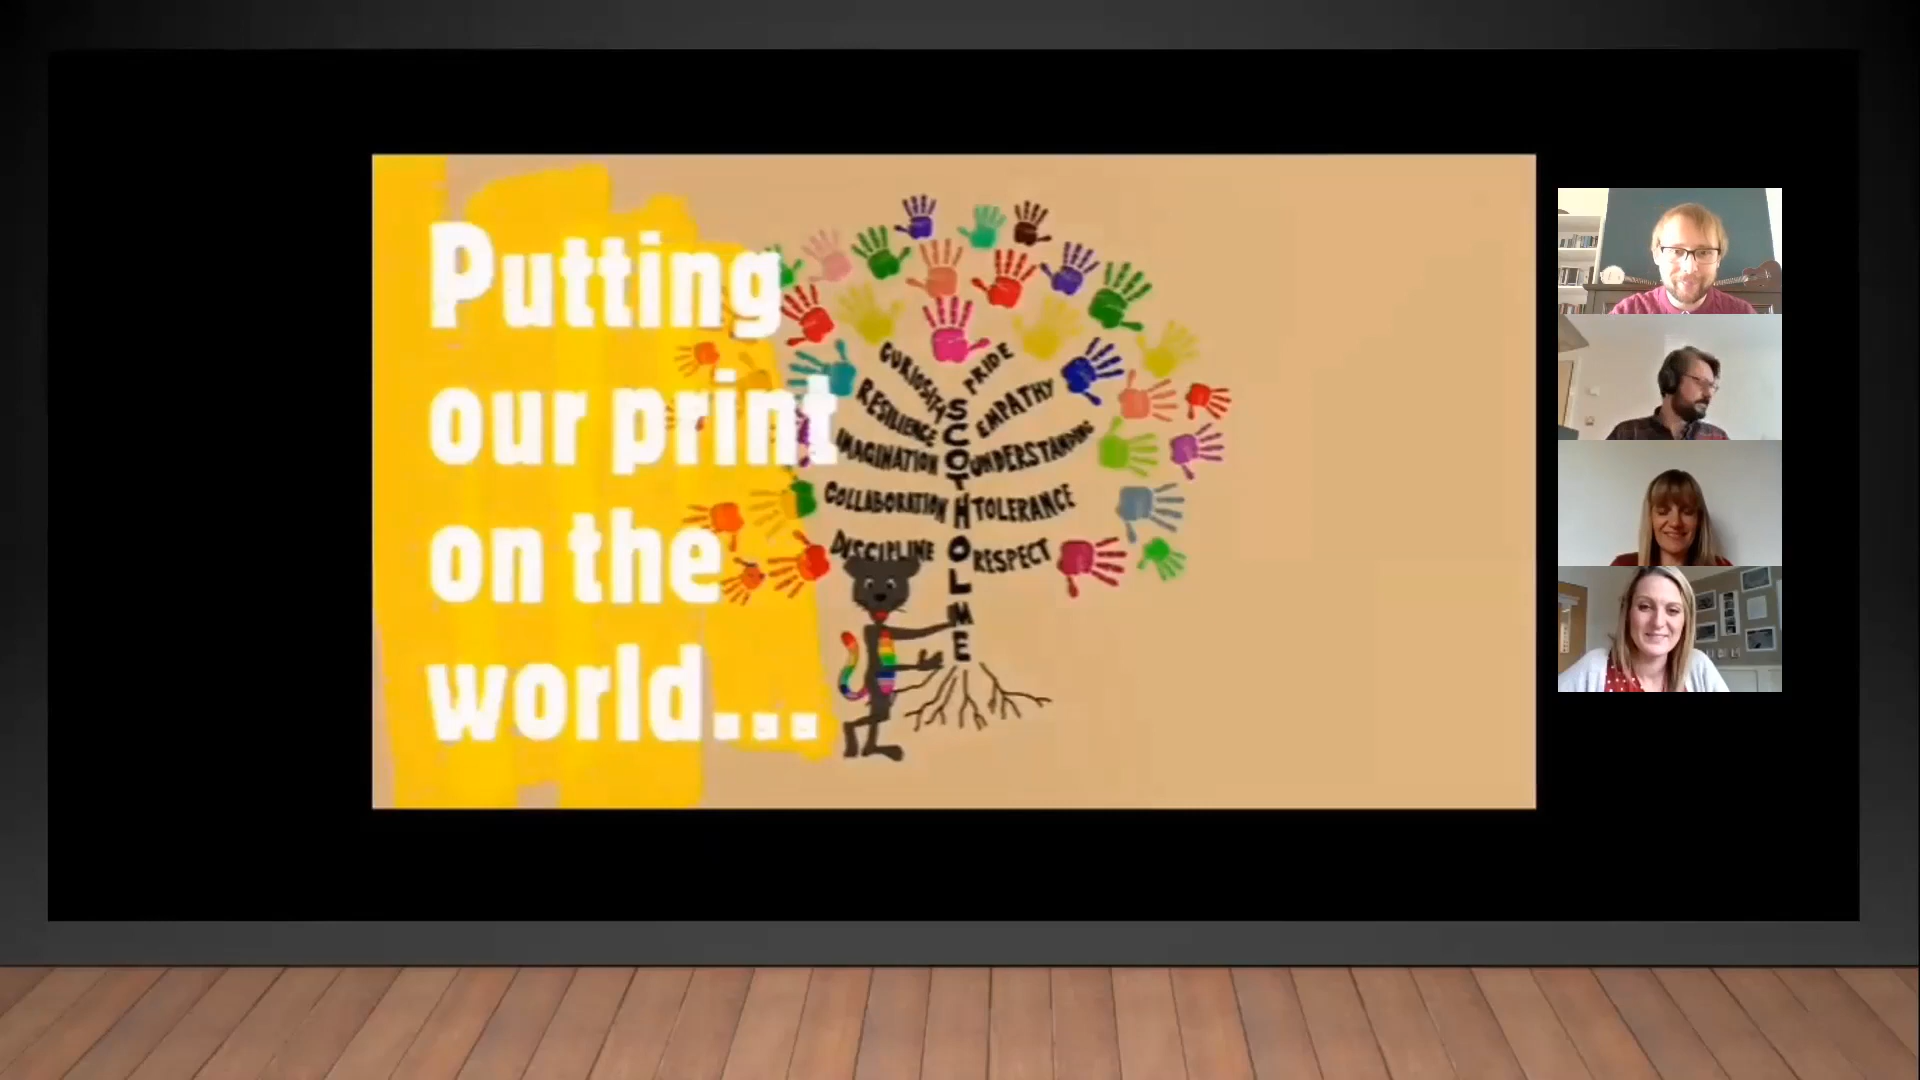 Putting
our print
on the
world...
CURIOSITY
PRIDE
RESILIENCE
EMPATHY
IMAGINATION
UNDERSTANDING
COLLABORATION
TOLERANCE
DISCIPLINE
RESPECT
SCOTHOLME